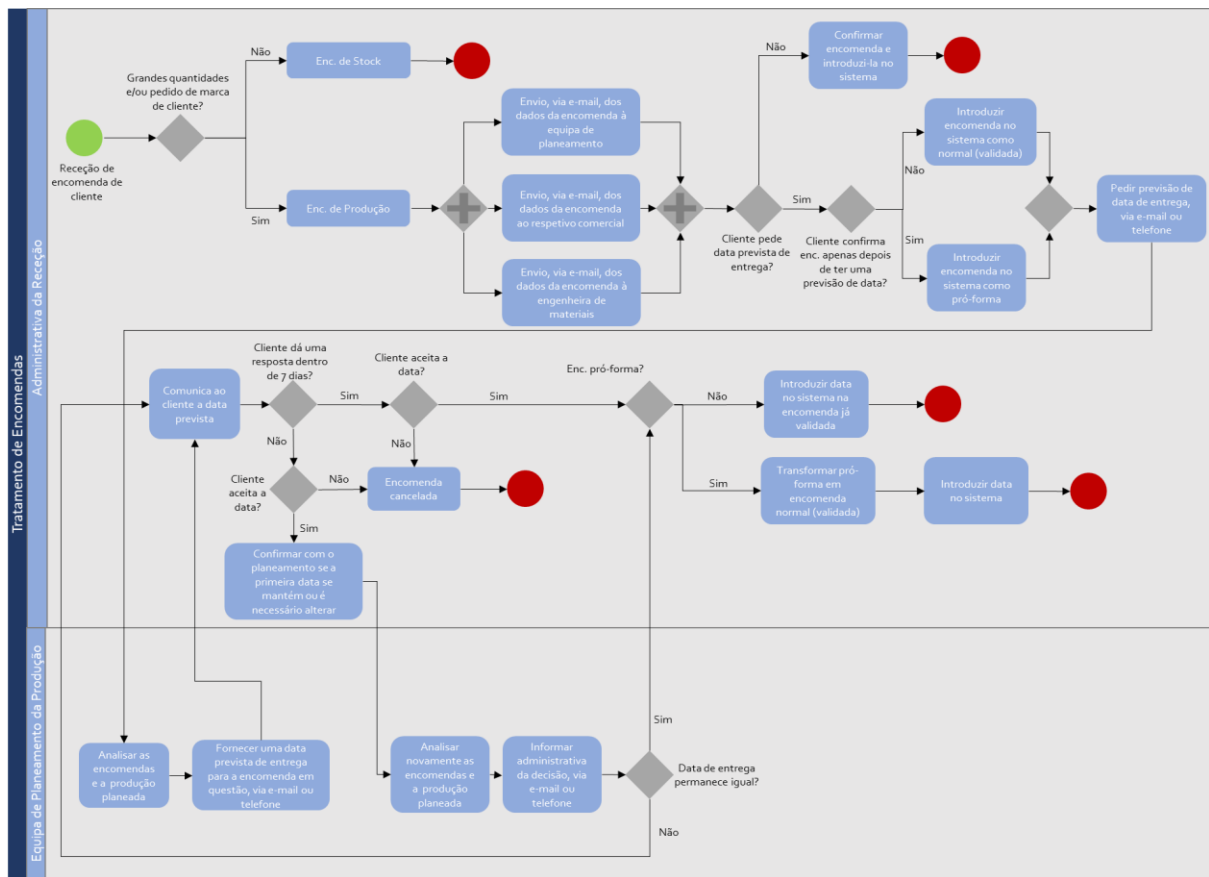 Tratamento de Encomendas
Administrativa da Receção
Receção de
encomenda de
cliente
Grandes quantidades
e/ou pedido de marca
de cliente?
Não
Enc. de Stock
Sim
Enc. de Produção
Envio, via e-mail, dos
dados da encomenda à
equipa de
planeamento
Envio, via e-mail, dos
dados da encomenda
ao respetivo comercial
Envio, via e-mail, dos
dados da encomenda à
engenheira de
materiais
Cliente pede
data prevista de
entrega?
Não
Confirmar
encomenda e
introduzi-la no
sistema
Sim
Cliente confirma
enc. apenas depois
de ter uma
previsão de data?
Não
Introduzir
encomenda no
sistema como
normal (validada)
Sim
Introduzir
encomenda no
sistema como
pró-forma
Pedir previsão de
data de entrega,
via e-mail ou
telefone
Comunica ao
cliente a data
prevista
Cliente dá uma
resposta dentro
de 7 dias?
Sim
Cliente aceita a
data?
Sim
Não
Não
Cliente
aceita a
data?
Não
Encomenda
cancelada
Sim
Confirmar com o
planeamento se a
primeira data se
mantém ou é
necessário alterar
Enc. pró-forma?
Não
Introduzir data
no sistema na
encomenda já
validada
Sim
Transformar pró-
forma em
encomenda
normal (validada)
Introduzir data
no sistema
Equipa de Planeamento da Produção
Analisar as
encomendas
e a produção
planeada
Fornecer uma data
prevista de entrega
para a encomenda em
questão, via e-mail ou
telefone
Analisar
novamente as
encomendas e
a produção
planeada
Informar
administrativa
da decisão, via
e-mail ou
telefone
Sim
Data de entrega
permanece igual?
Não